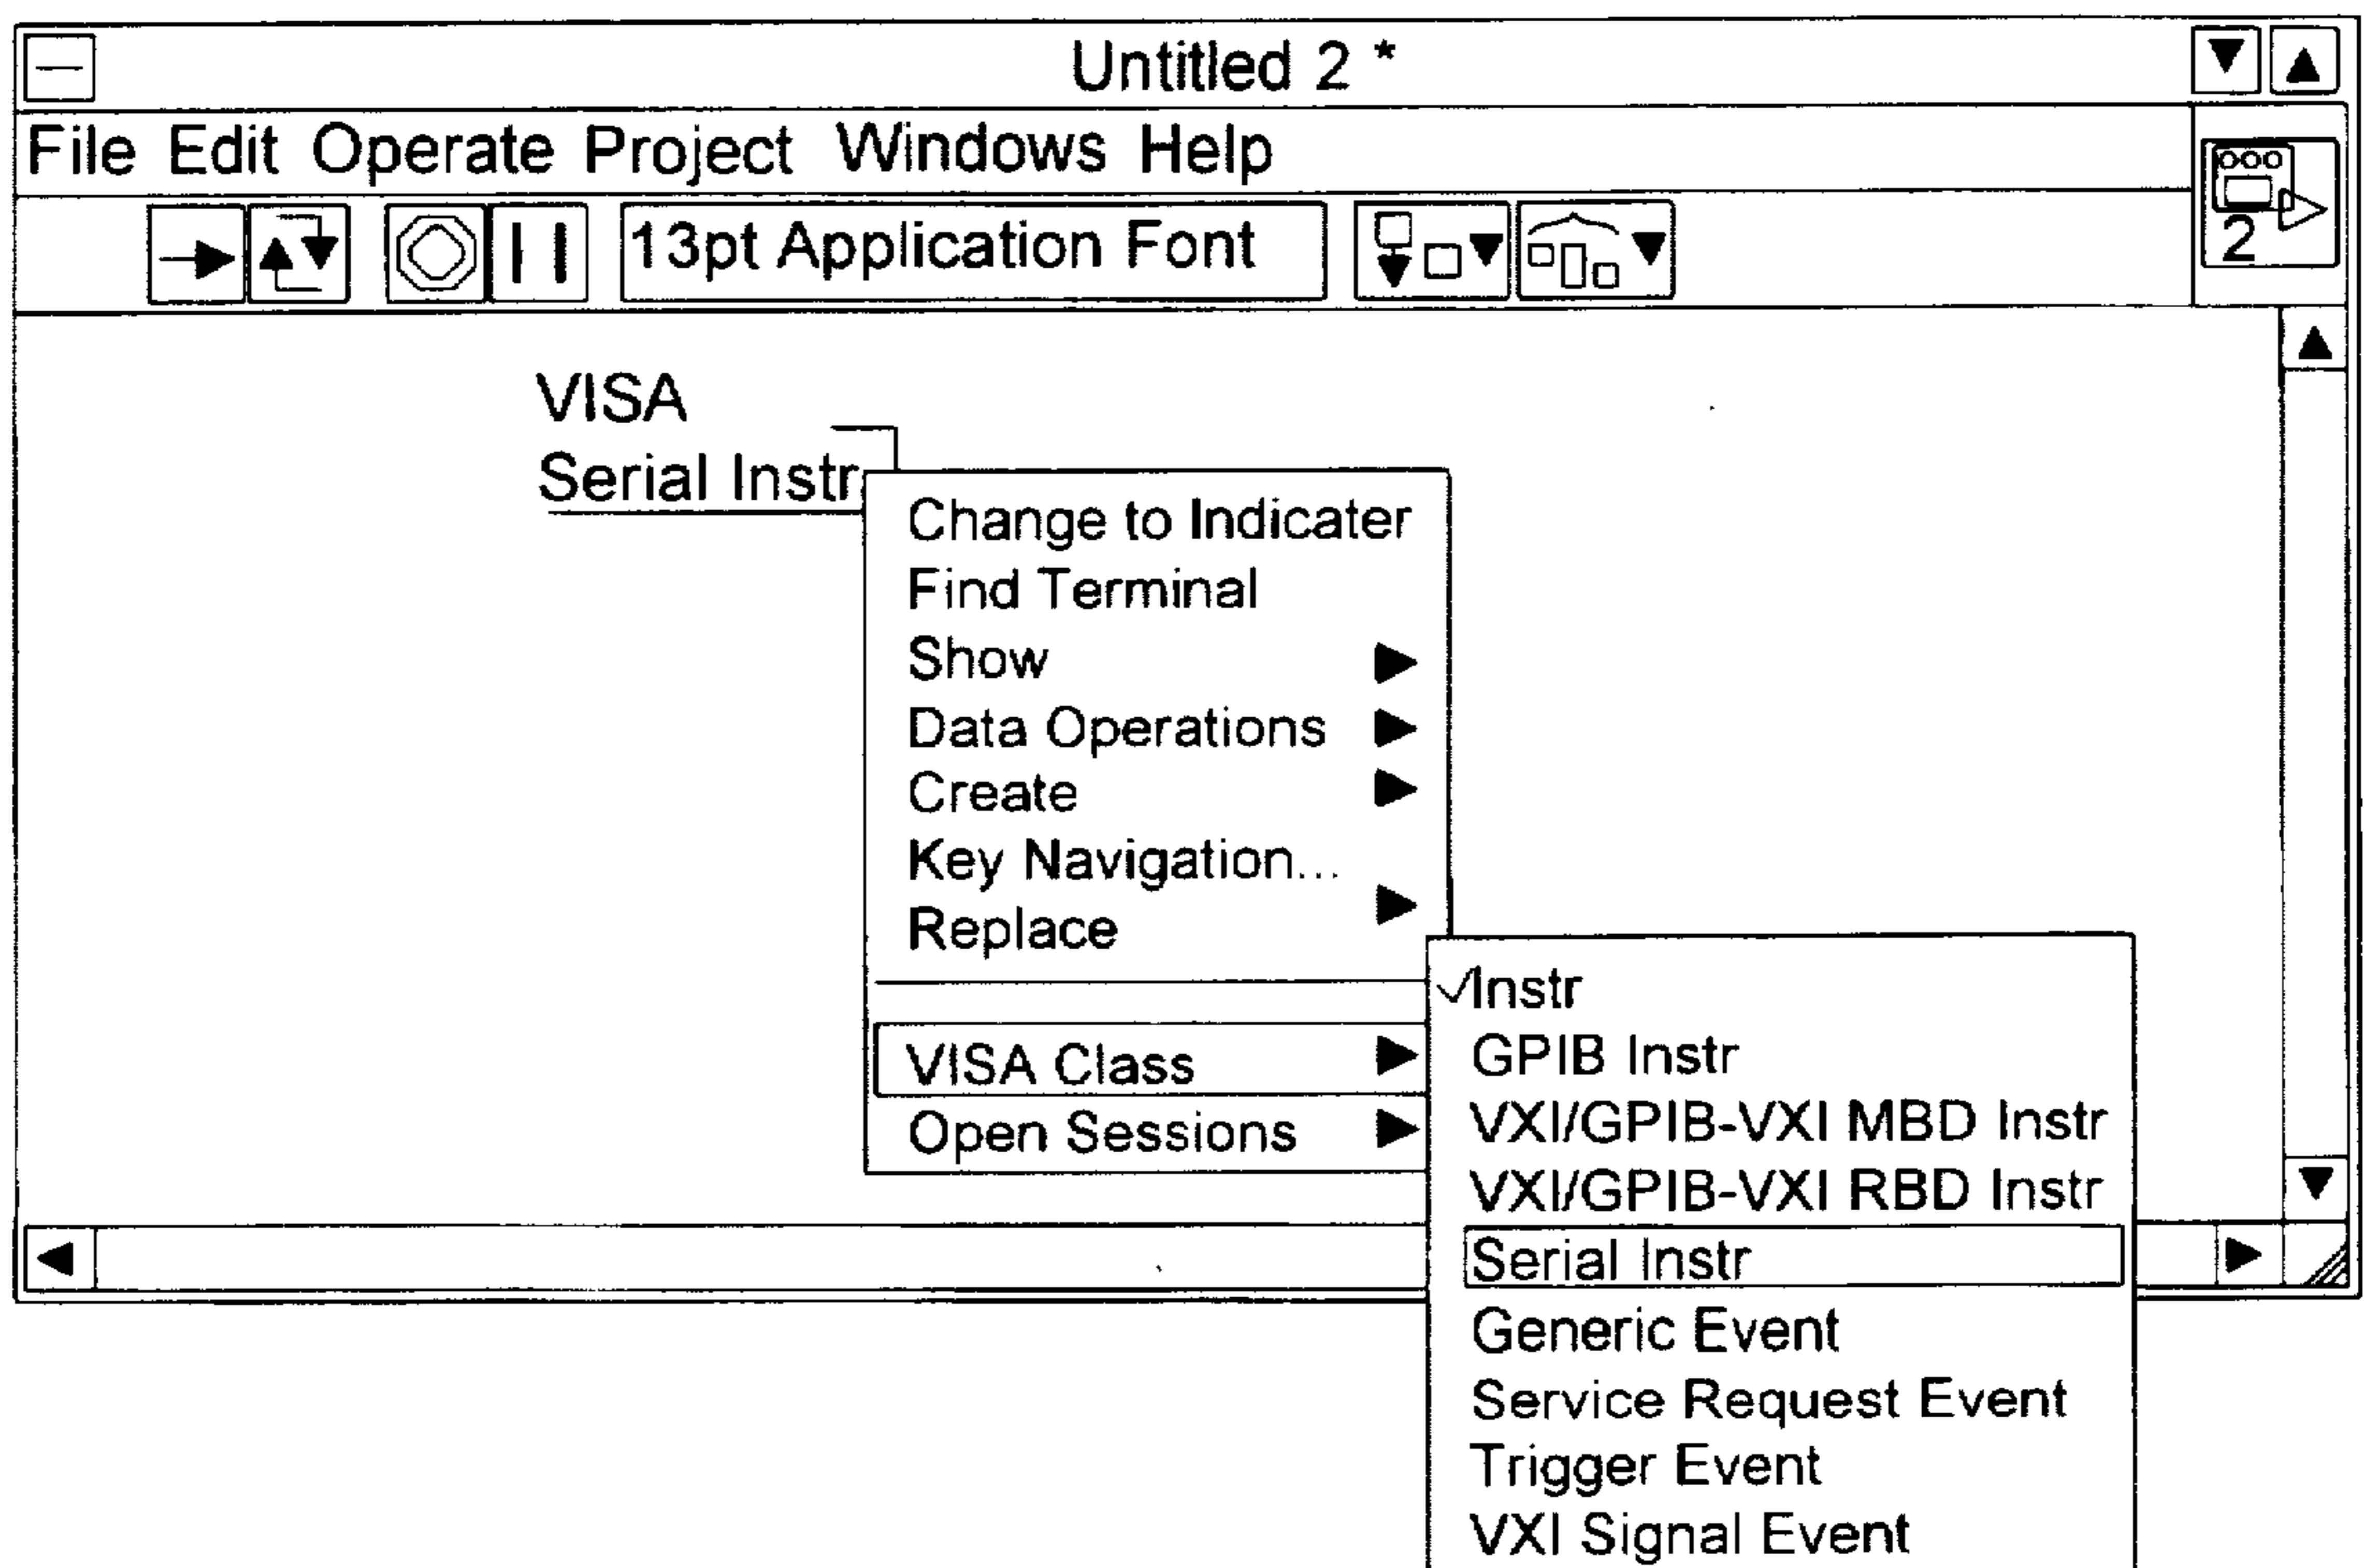 Untitled 2 *
File Edit Operate Project Windows Help
13pt Application Font
2
VISA
Serial Instr
Change to Indicater
Find Terminal
Show
Data Operations
Create
Key Navigation...
Replace
VISA Class
Open Sessions
Instr
GPIB Instr
VXI/GPIB-VXI MBD Instr
VXI/GPIB-VXI RBD Instr
Serial Instr
Generic Event
Service Request Event
Trigger Event
VXI Signal Event